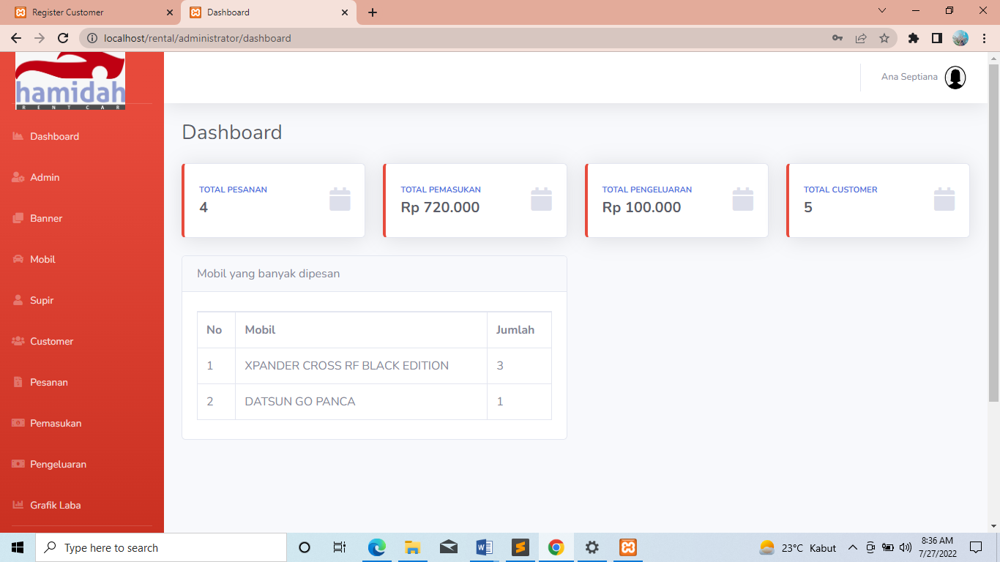 Register Customer
Dashboard
localhost/rental/administrator/dashboard
hamidah
RENTCAR
Ana Septiana
Dashboard
Admin
Banner
Mobil
Supir
Customer
Pesanan
Pemasukan
Pengeluaran
Grafik Laba
Dashboard
TOTAL PESANAN
4
TOTAL PEMASUKAN
Rp 720.000
TOTAL PENGELUARAN
Rp 100.000
TOTAL CUSTOMER
5
Mobil yang banyak dipesan
No Mobil Jumlah
1 XPANDER CROSS RF BLACK EDITION 3
2 DATSUN GO PANCA 1
Type here to search
23°C Kabut
8:36 AM
7/27/2022